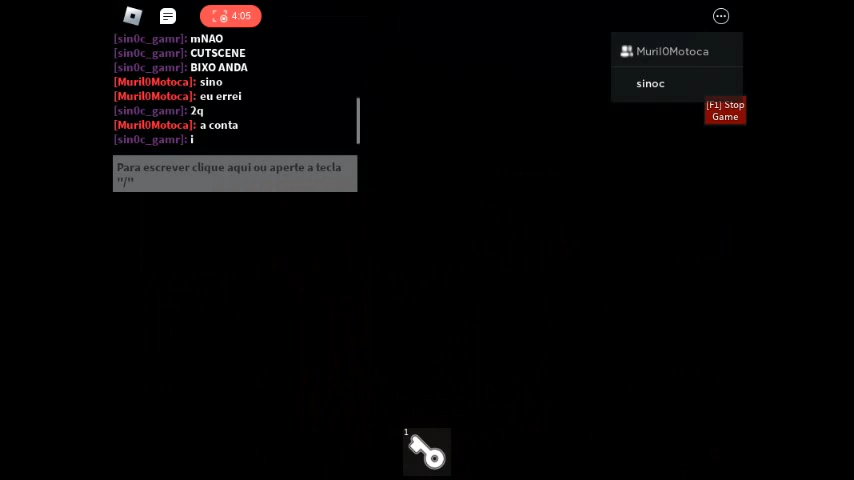 4:05
[sin0c_gamr]: mNAO
[sin0c_gamr]: CUTSCENE
[sin0c_gamr]: BIXO ANDA
[Muril0Motoca]: sino
[Muril0Motoca]: eu errei
[sin0c_gamr]: 2q
[Muril0Motoca]: a conta
[sin0c_gamr]: i
Para escrever clique aqui ou aperte a tecla
"/"
Muril0Motoca
sinoc
[F1] Stop
Game
1